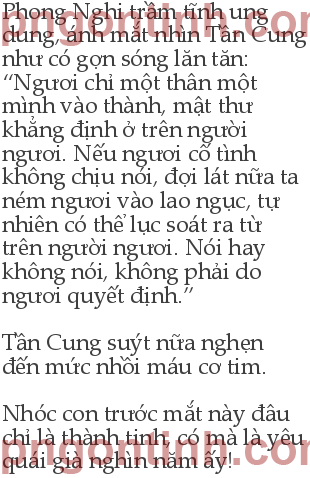 Phong Nghi trầm tĩnh ung
dung, ánh mắt nhìn Tần Cung
như có gợn sóng lăn tăn:
“Ngươi chỉ một thân một
mình vào thành, mật thư
khẳng định ở trên người
ngươi. Nếu ngươi cố tình
không chịu nói, đợi lát nữa ta
ném ngươi vào lao ngục, tự
nhiên có thể lục soát ra từ
trên người ngươi. Nói hay
không nói, không phải do
ngươi quyết định.”
Tần Cung suýt nữa nghẹn
đến mức nhồi máu cơ tim.
Nhóc con trước mắt này đâu
chỉ là thành tinh, có mà là yêu
quái già nghìn năm ấy!
pngontinh.com
pngontinh.com